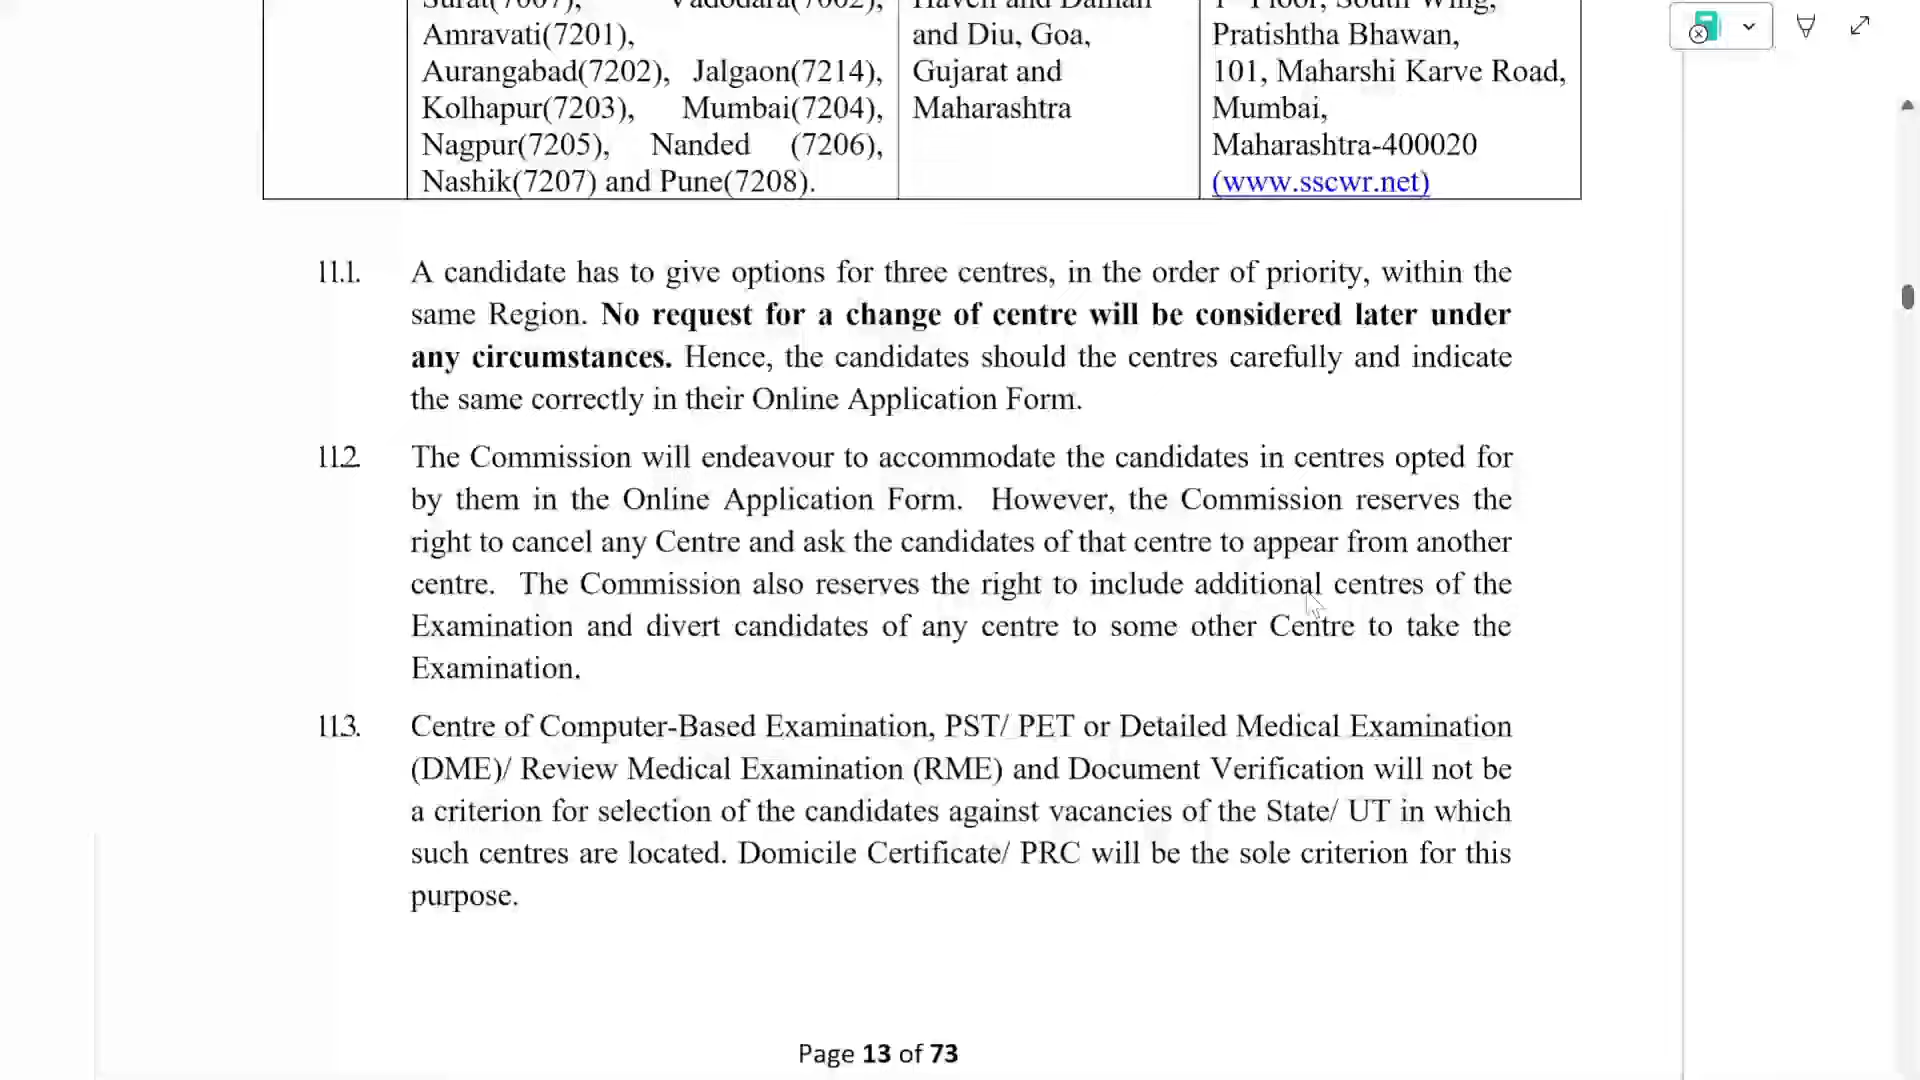 Surat(7007), Vadodara(7002), Haveli and Daman 1st Floor, South Wing,
Amravati(7201), and Diu, Goa, Pratishtha Bhawan,
Aurangabad(7202), Jalgaon(7214), Gujarat and 101, Maharshi Karve Road,
Kolhapur(7203), Mumbai(7204), Maharashtra Mumbai,
Nagpur(7205), Nanded (7206), Maharashtra-400020
Nashik(7207) and Pune(7208). (www.sscwr.net)
11.1. A candidate has to give options for three centres, in the order of priority, within the
same Region. No request for a change of centre will be considered later under
any circumstances. Hence, the candidates should the centres carefully and indicate
the same correctly in their Online Application Form.
11.2. The Commission will endeavour to accommodate the candidates in centres opted for
by them in the Online Application Form. However, the Commission reserves the
right to cancel any Centre and ask the candidates of that centre to appear from another
centre. The Commission also reserves the right to include additional centres of the
Examination and divert candidates of any centre to some other Centre to take the
Examination.
11.3. Centre of Computer-Based Examination, PST/ PET or Detailed Medical Examination
(DME)/ Review Medical Examination (RME) and Document Verification will not be
a criterion for selection of the candidates against vacancies of the State/ UT in which
such centres are located. Domicile Certificate/ PRC will be the sole criterion for this
purpose.
Page 13 of 73